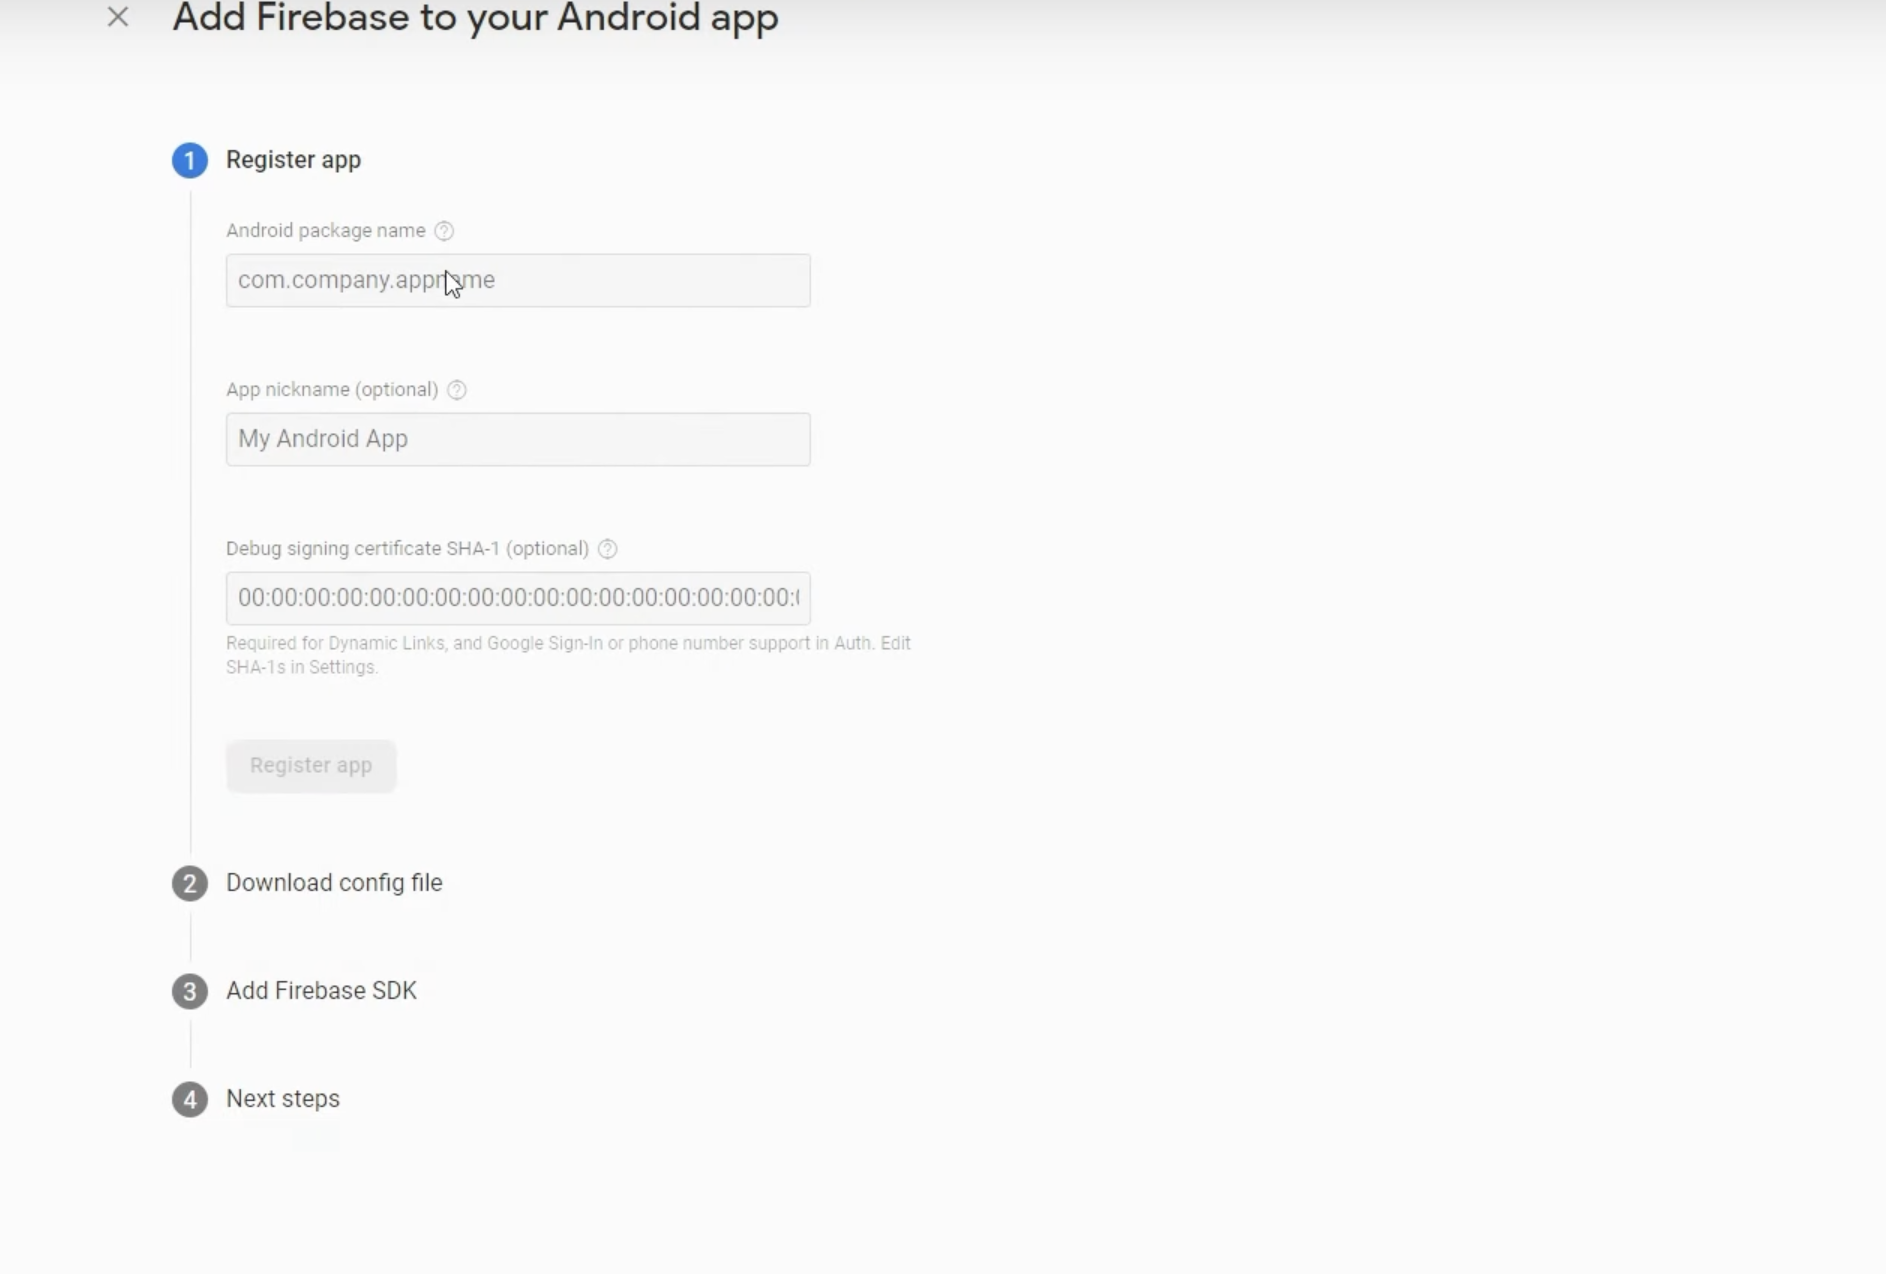 Add Firebase to your Android app
1 Register app
Android package name
com.company.appname
App nickname (optional)
My Android App
Debug signing certificate SHA-1 (optional)
00:00:00:00:00:00:00:00:00:00:00:00:00:00:00:00:00:
Required for Dynamic Links, and Google Sign-In or phone number support in Auth. Edit
SHA-1s in Settings.
Register app
2 Download config file
3 Add Firebase SDK
4 Next steps